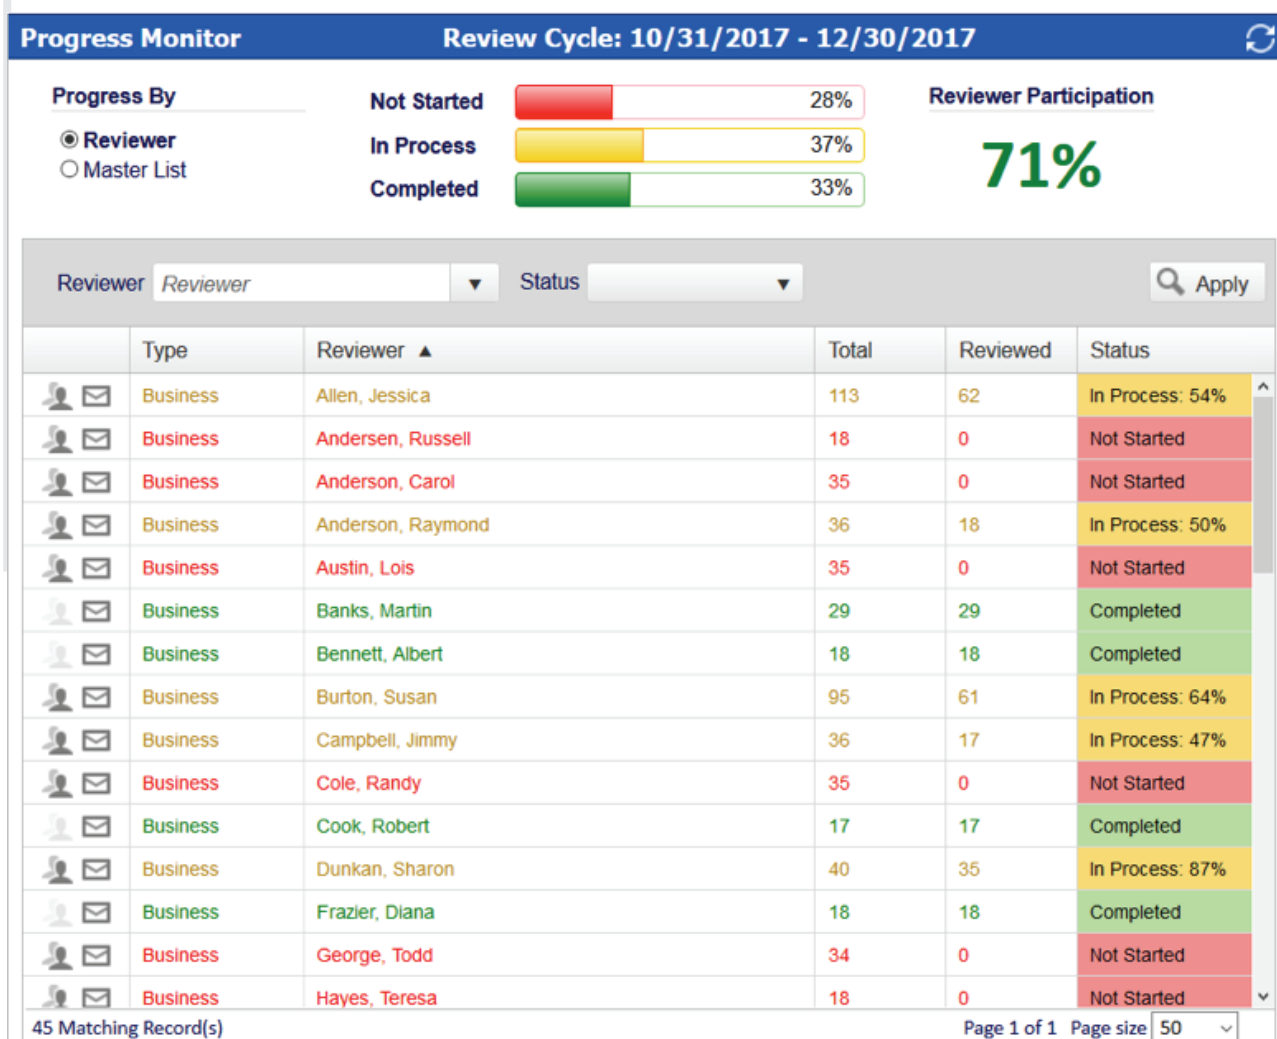 Progress Monitor Review Cycle: 10/31/2017 - 12/30/2017
Progress By
Reviewer
Master List
Not Started 28%
In Process 37%
Completed 33%
Reviewer Participation
71%
Reviewer Reviewer Status Apply
Type Reviewer ▲ Total Reviewed Status
Business Allen, Jessica 113 62 In Process: 54%
Business Andersen, Russell 18 0 Not Started
Business Anderson, Carol 35 0 Not Started
Business Anderson, Raymond 36 18 In Process: 50%
Business Austin, Lois 35 0 Not Started
Business Banks, Martin 29 29 Completed
Business Bennett, Albert 18 18 Completed
Business Burton, Susan 95 61 In Process: 64%
Business Campbell, Jimmy 36 17 In Process: 47%
Business Cole, Randy 35 0 Not Started
Business Cook, Robert 17 17 Completed
Business Dunkan, Sharon 40 35 In Process: 87%
Business Frazier, Diana 18 18 Completed
Business George, Todd 34 0 Not Started
Business Hayes, Teresa 18 0 Not Started
45 Matching Record(s) Page 1 of 1 Page size 50